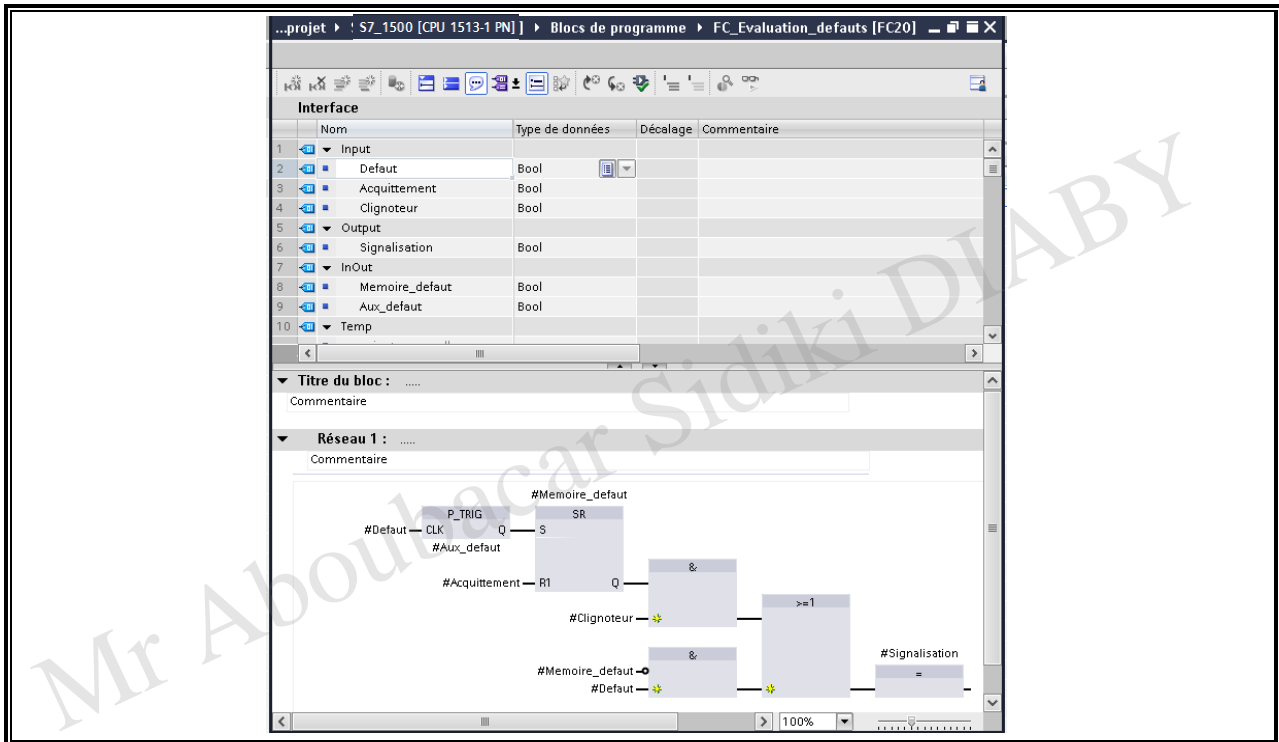 ...projet ▸ S7_1500 [CPU 1513-1 PN] ] ▸ Blocs de programme ▸ FC_Evaluation_defauts [FC20]
Interface
Nom Type de données Décalage Commentaire
1 Input
2 Defaut Bool
3 Acquittement Bool
4 Clignoteur Bool
5 Output
6 Signalisation Bool
7 InOut
8 Memoire_defaut Bool
9 Aux_defaut Bool
10 Temp
Titre du bloc : .....
Commentaire
Réseau 1 : .....
Commentaire
#Memoire_defaut
P_TRIG SR
#Defaut CLK Q S
#Aux_defaut
&
#Acquittement R1 Q
>=1
#Clignoteur
& #Signalisation
#Memoire_defaut =
#Defaut
100%
Mr Aboubacar Sidiki DIABY